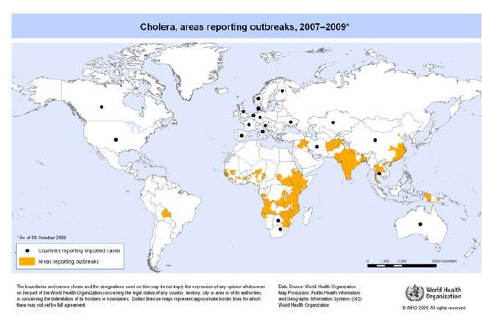 Cholera, areas reporting outbreaks, 2007–2009*
*As of 05 October 2009
Countries reporting imported cases
Areas reporting outbreaks
The boundaries and names shown and the designations used on this map do not imply the expression of any opinion whatsoever
on the part of the World Health Organization concerning the legal status of any country, territory, city or area or of its authorities,
or concerning the delimitation of its frontiers or boundaries. Dotted lines on maps represent approximate border lines for which
there may not yet be full agreement.
Data Source: World Health Organization
Map Production: Public Health Information
and Geographic Information Systems (GIS)
World Health Organization
World Health
Organization
© WHO 2009. All rights reserved